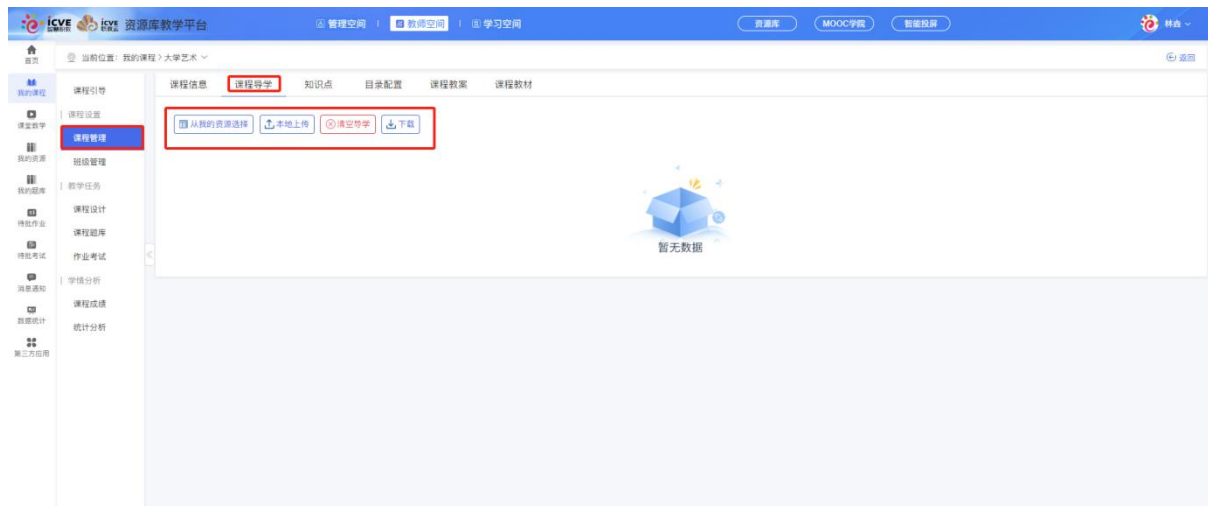 icve 智慧职教 icve 职教云 资源库教学平台
管理空间 | 教师空间 | 学习空间
资源库 MOOC学院 智能投屏
林鑫
首页
我的课程
课堂教学
我的资源
我的题库
待批作业
待批考试
消息通知
数据统计
第三方应用
当前位置：我的课程 > 大学艺术
返回
课程引导
课程设置
课程管理
班级管理
教学任务
课程设计
课程题库
作业考试
学情分析
课程成绩
统计分析
课程信息 课程导学 知识点 目录配置 课程教案 课程教材
从我的资源选择 本地上传 清空导学 下载
暂无数据